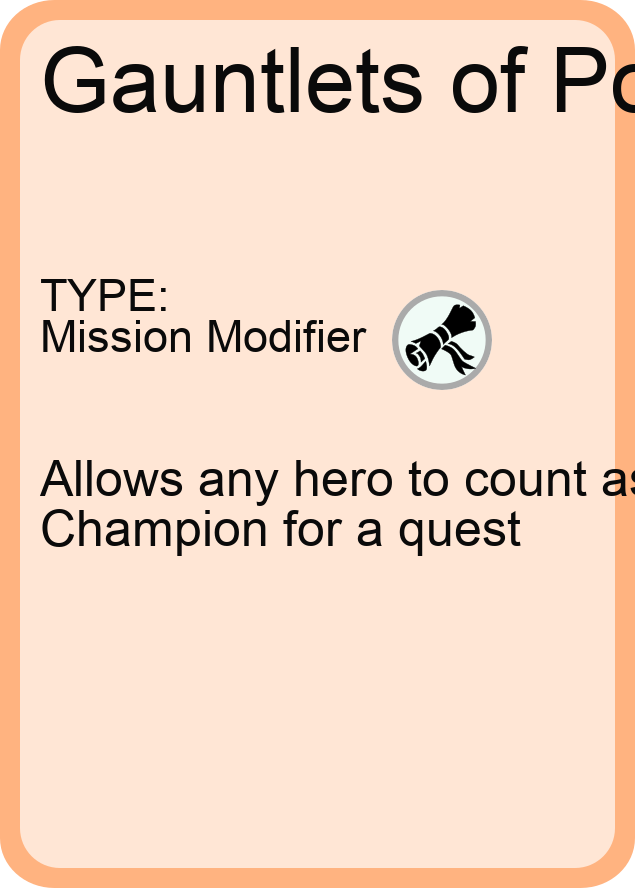 Gauntlets of Po
TYPE:
Mission Modifier
Allows any hero to count as
Champion for a quest